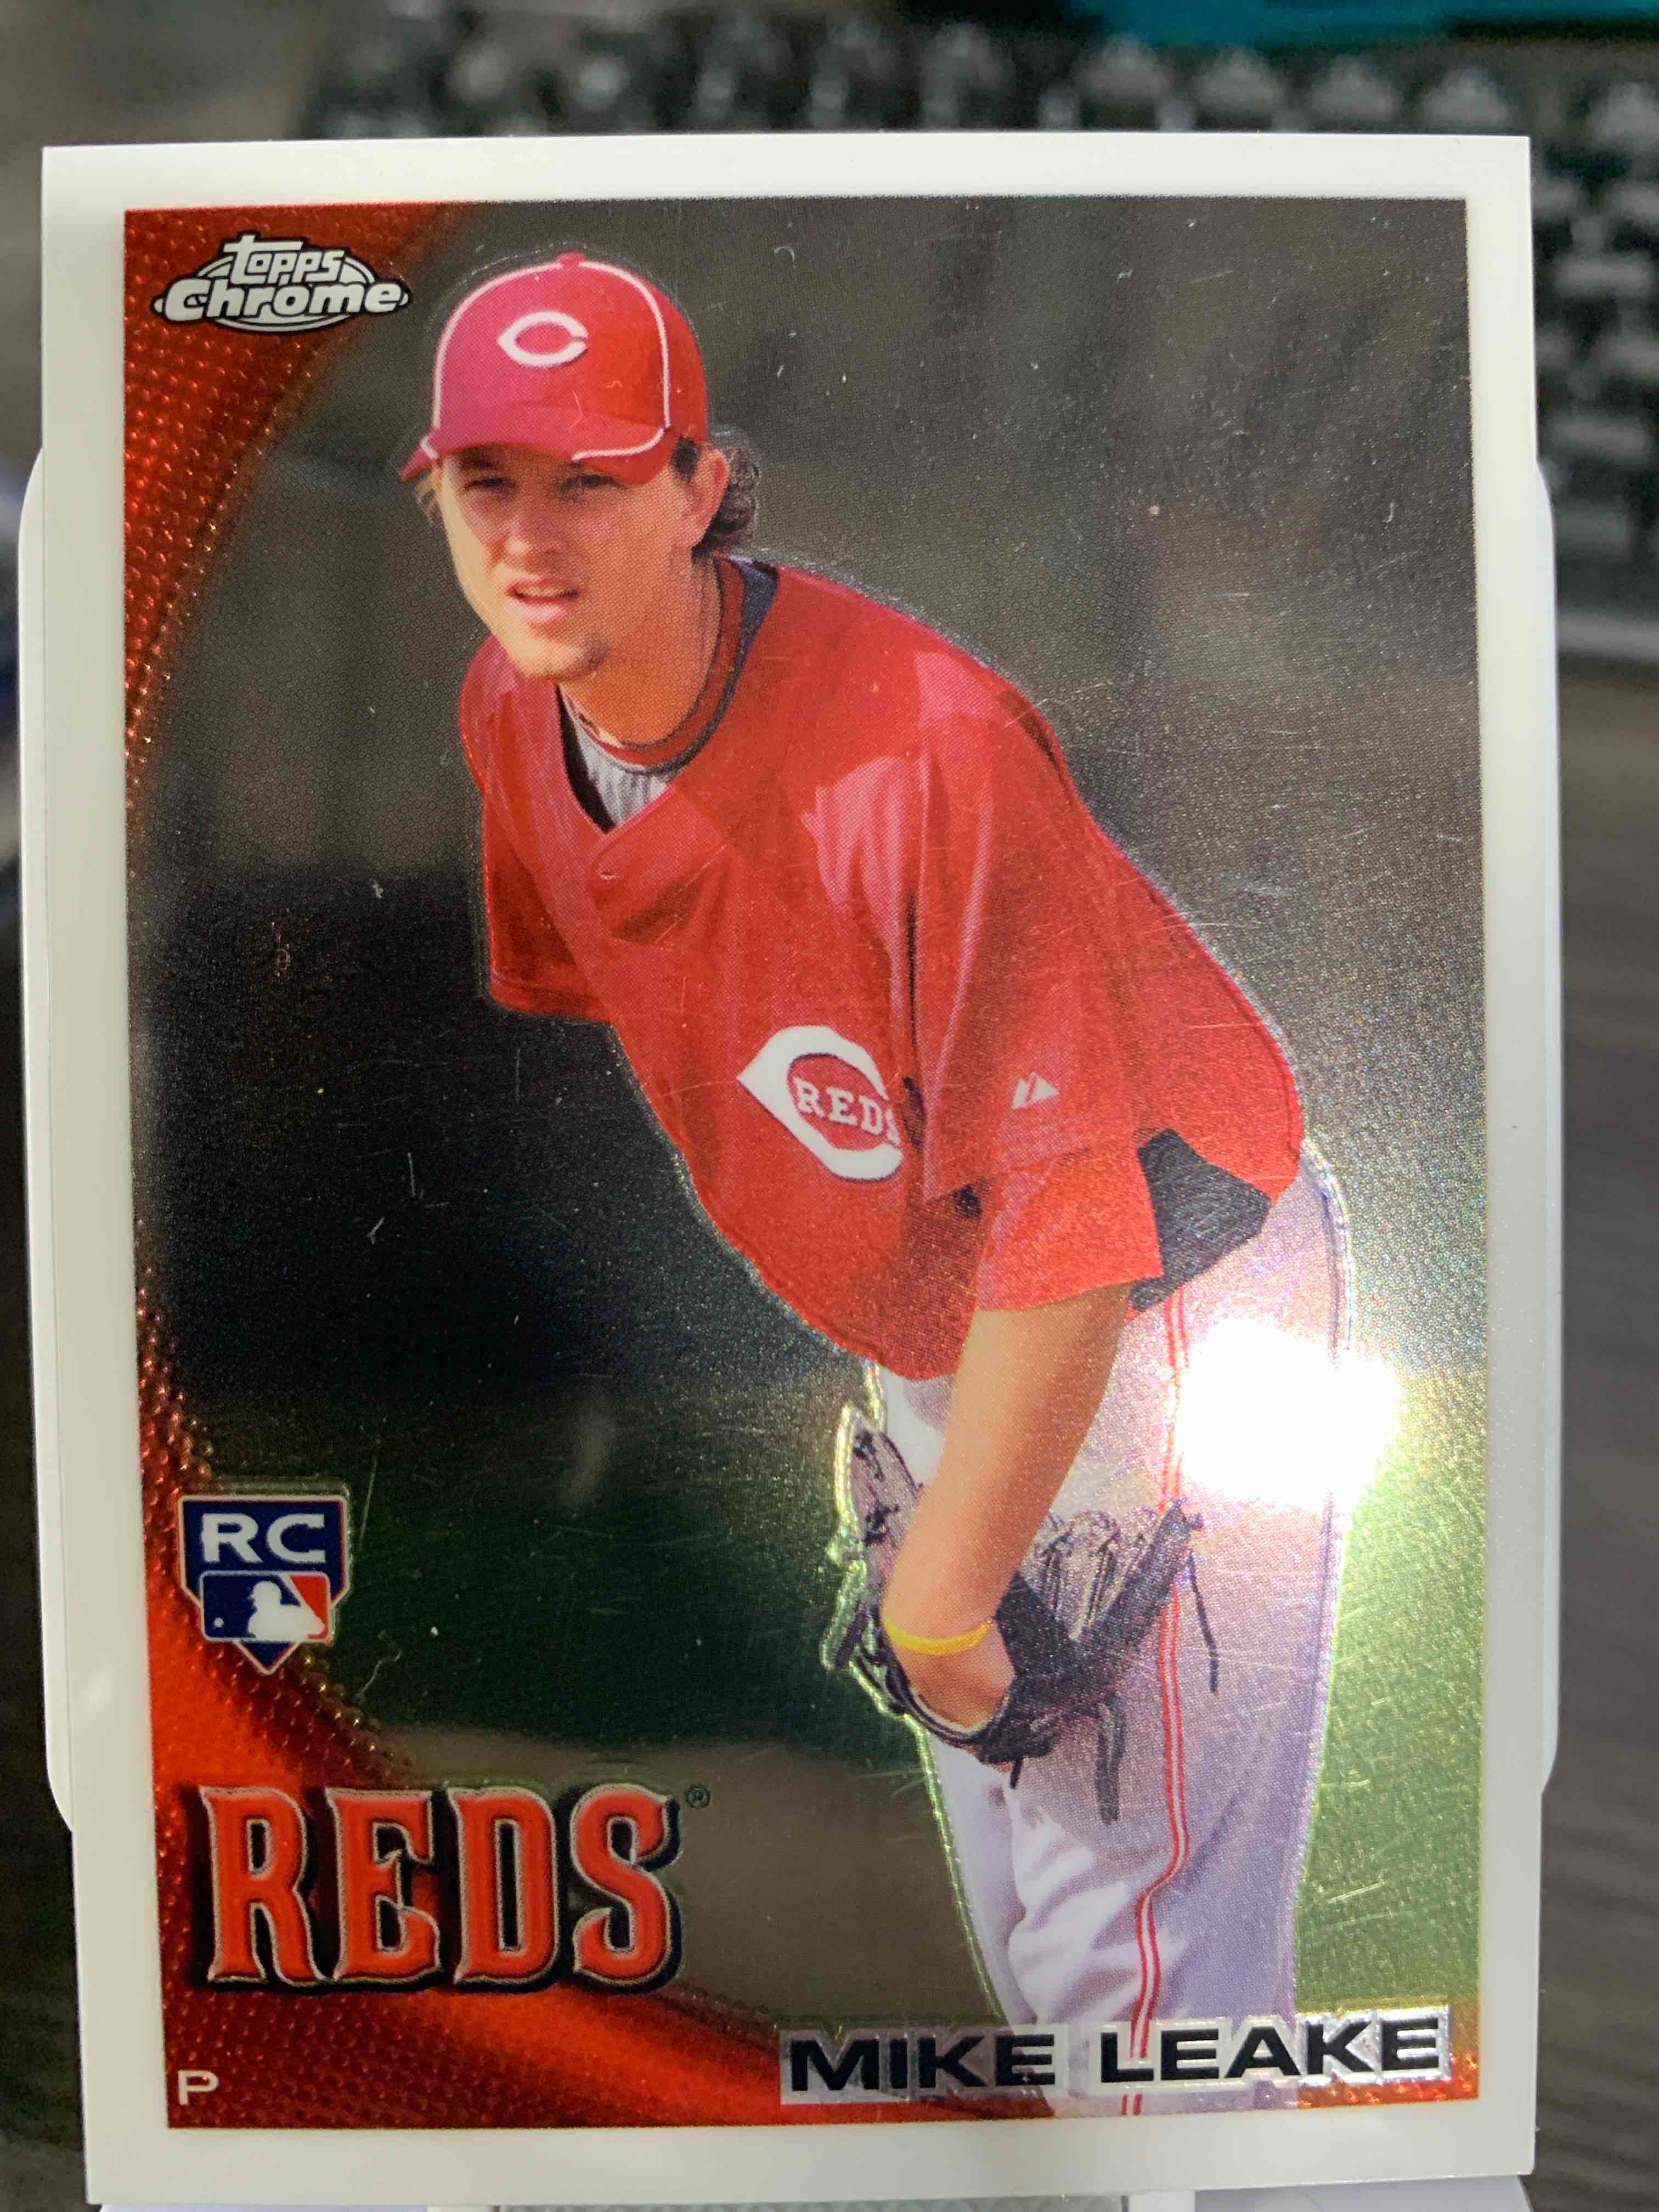 topps
Chrome
C
REDS
RC
REDS®
MIKE LEAKE
P